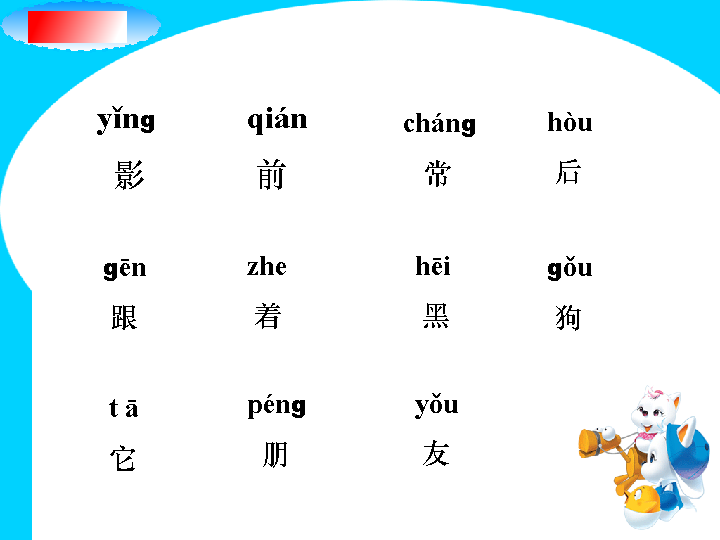 yǐng qián cháng hòu
影 前 常 后
gēn zhe hēi gǒu
跟 着 黑 狗
t ā péng yǒu
它 朋 友